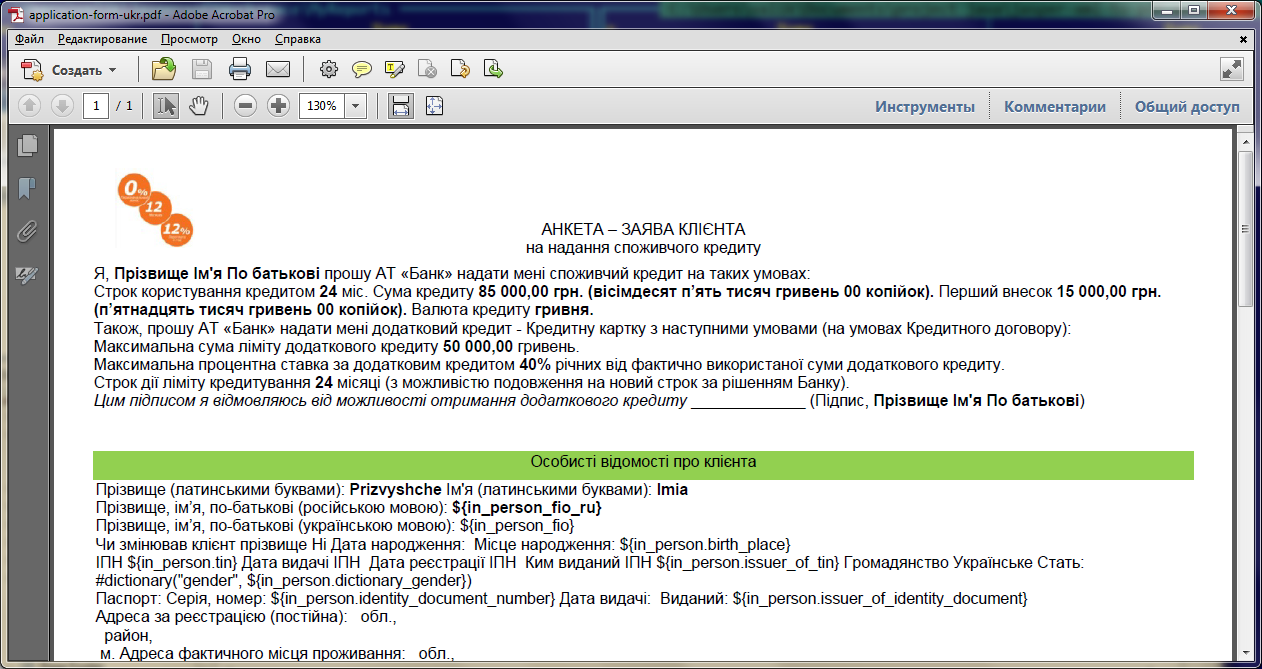 application-form-ukr.pdf - Adobe Acrobat Pro
Файл Редактирование Просмотр Окно Справка
Создать
1 / 1 130% Инструменты Комментарии Общий доступ
0%
12
12%
АНКЕТА – ЗАЯВА КЛІЄНТА
на надання споживчого кредиту
Я, Прізвище Ім'я По батькові прошу АТ «Банк» надати мені споживчий кредит на таких умовах:
Строк користування кредитом 24 міс. Сума кредиту 85 000,00 грн. (вісімдесят п’ять тисяч гривень 00 копійок). Перший внесок 15 000,00 грн.
(п’ятнадцять тисяч гривень 00 копійок). Валюта кредиту гривня.
Також, прошу АТ «Банк» надати мені додатковий кредит - Кредитну картку з наступними умовами (на умовах Кредитного договору):
Максимальна сума ліміту додаткового кредиту 50 000,00 гривень.
Максимальна процентна ставка за додатковим кредитом 40% річних від фактично використаної суми додаткового кредиту.
Строк дії ліміту кредитування 24 місяці (з можливістю подовження на новий строк за рішенням Банку).
Цим підписом я відмовляюсь від можливості отримання додаткового кредиту _____________ (Підпис, Прізвище Ім'я По батькові)
Особисті відомості про клієнта
Прізвище (латинськими буквами): Prizvyshche Ім'я (латинськими буквами): Imia
Прізвище, ім’я, по-батькові (російською мовою): ${in_person_fio_ru}
Прізвище, ім’я, по-батькові (українською мовою): ${in_person_fio}
Чи змінював клієнт прізвище Ні Дата народження: Місце народження: ${in_person.birth_place}
ІПН ${in_person.tin} Дата видачі ІПН Дата реєстрації ІПН Ким виданий ІПН ${in_person.issuer_of_tin} Громадянство Українське Стать:
#dictionary("gender", ${in_person.dictionary_gender})
Паспорт: Серія, номер: ${in_person.identity_document_number} Дата видачі: Виданий: ${in_person.issuer_of_identity_document}
Адреса за реєстрацією (постійна): обл.,
район,
м. Адреса фактичного місця проживання: обл.,